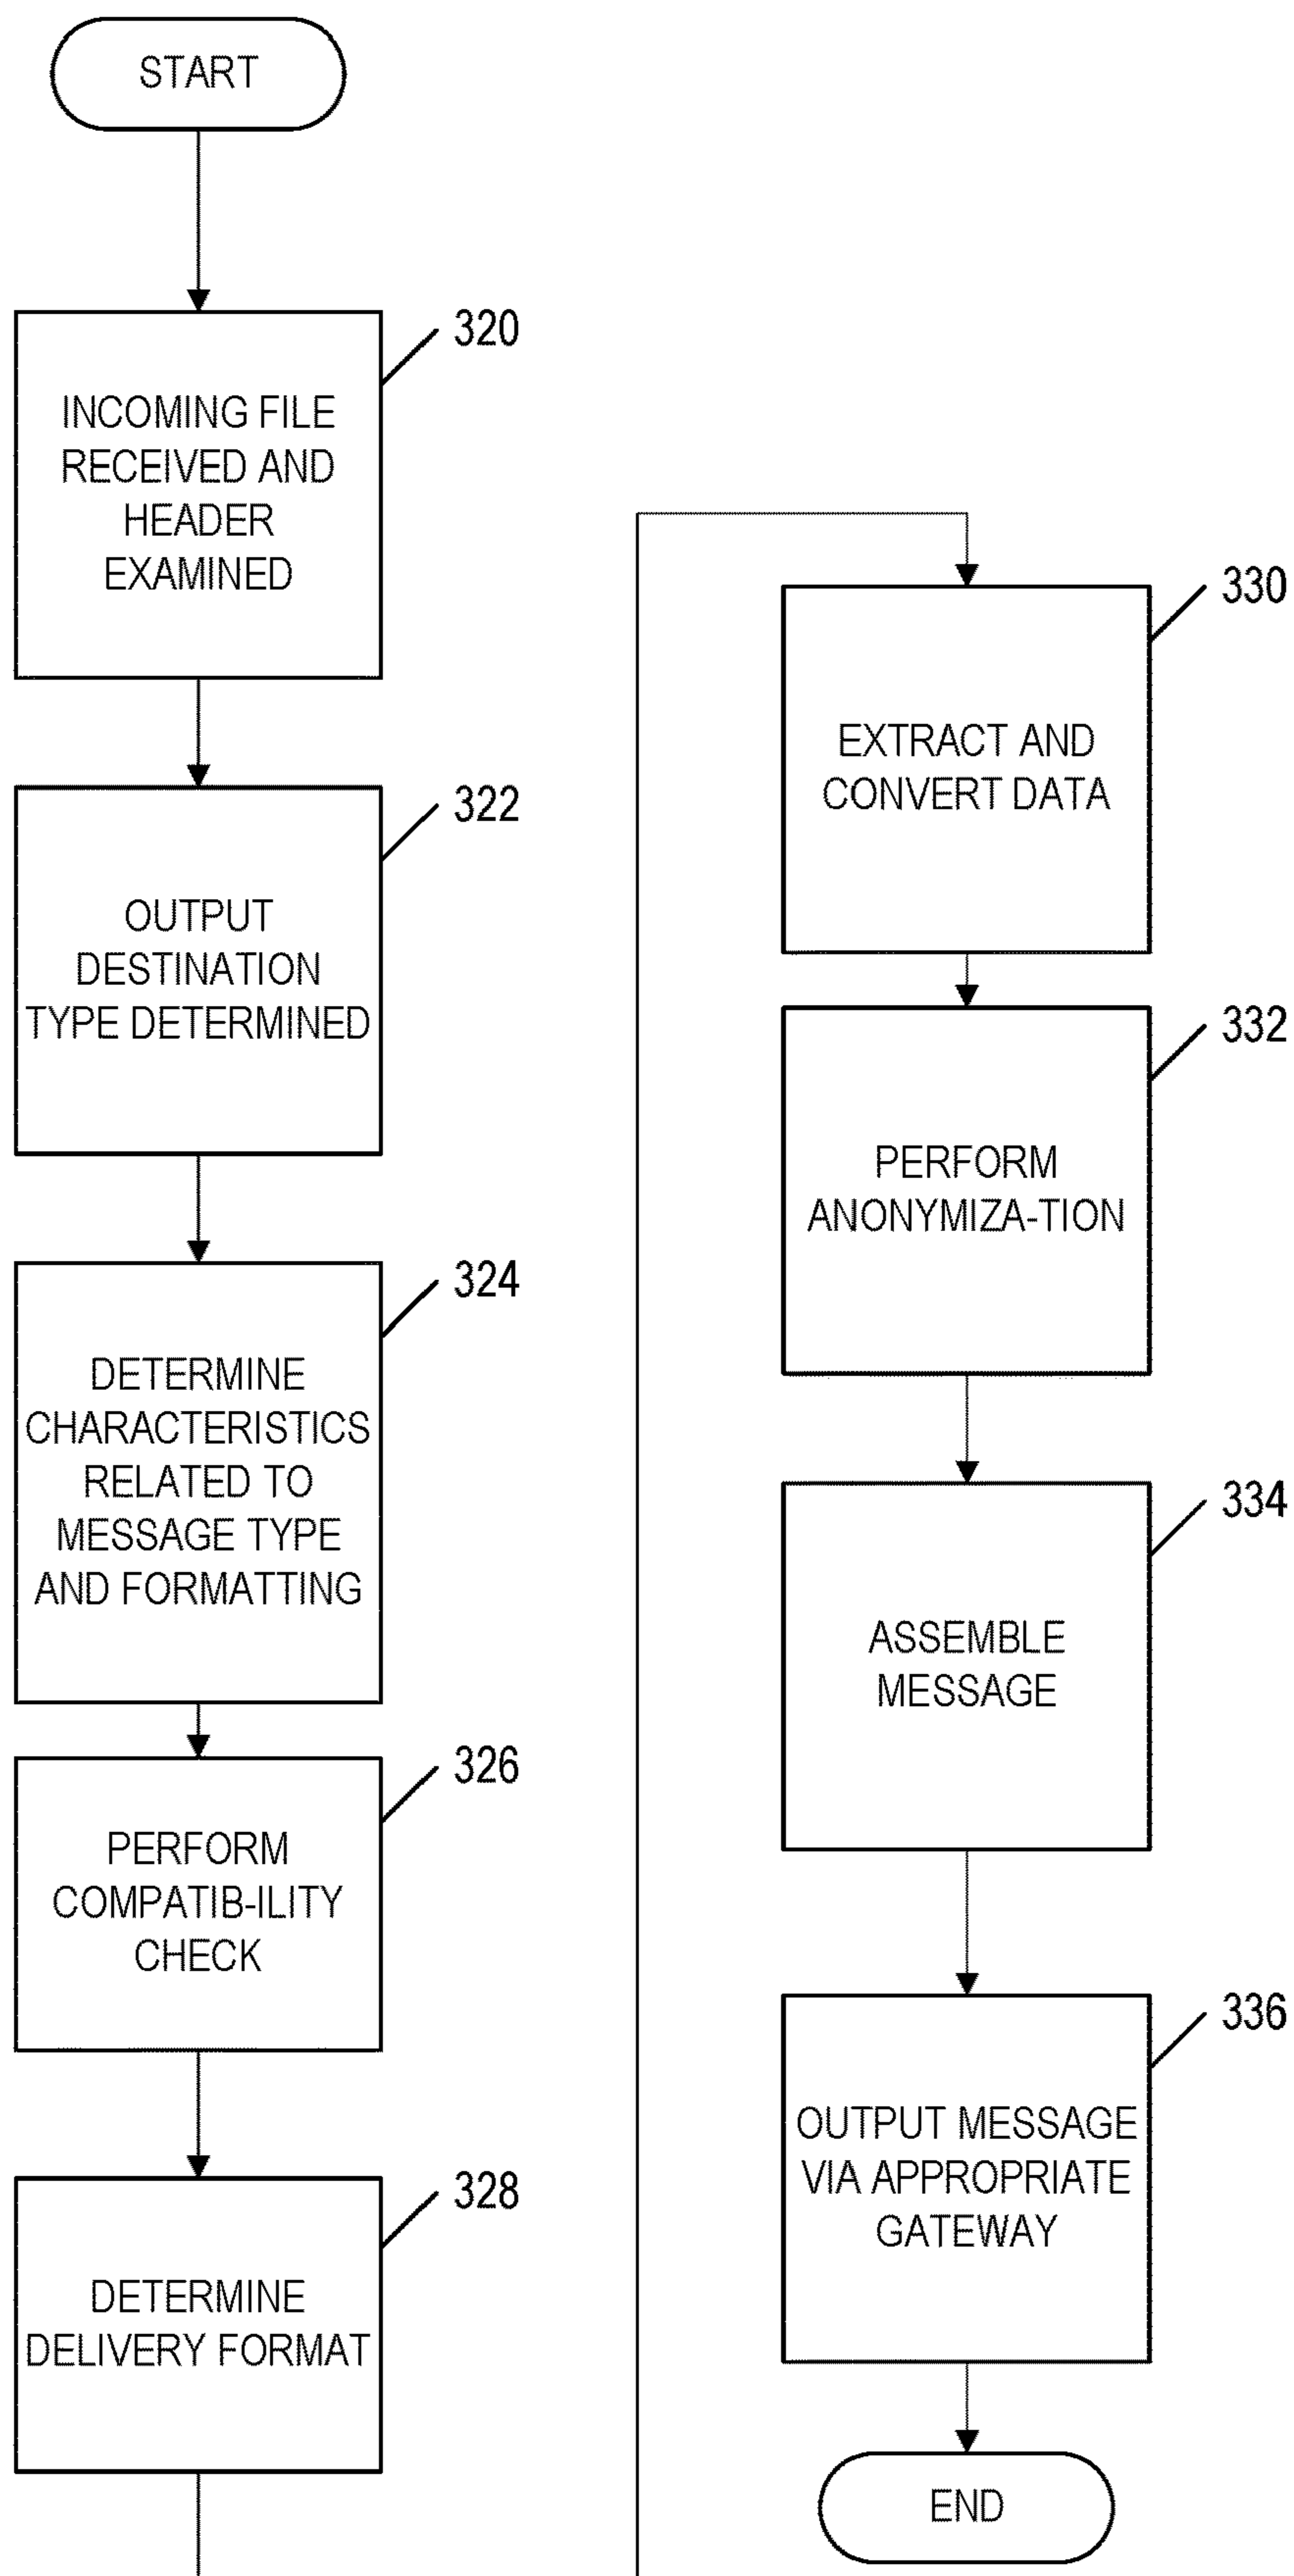 START
320
INCOMING FILE
RECEIVED AND
HEADER
EXAMINED
322
OUTPUT
DESTINATION
TYPE DETERMINED
324
DETERMINE
CHARACTERISTICS
RELATED TO
MESSAGE TYPE
AND FORMATTING
326
PERFORM
COMPATIB-ILITY
CHECK
328
DETERMINE
DELIVERY FORMAT
330
EXTRACT AND
CONVERT DATA
332
PERFORM
ANONYMIZA-TION
334
ASSEMBLE
MESSAGE
336
OUTPUT MESSAGE
VIA APPROPRIATE
GATEWAY
END